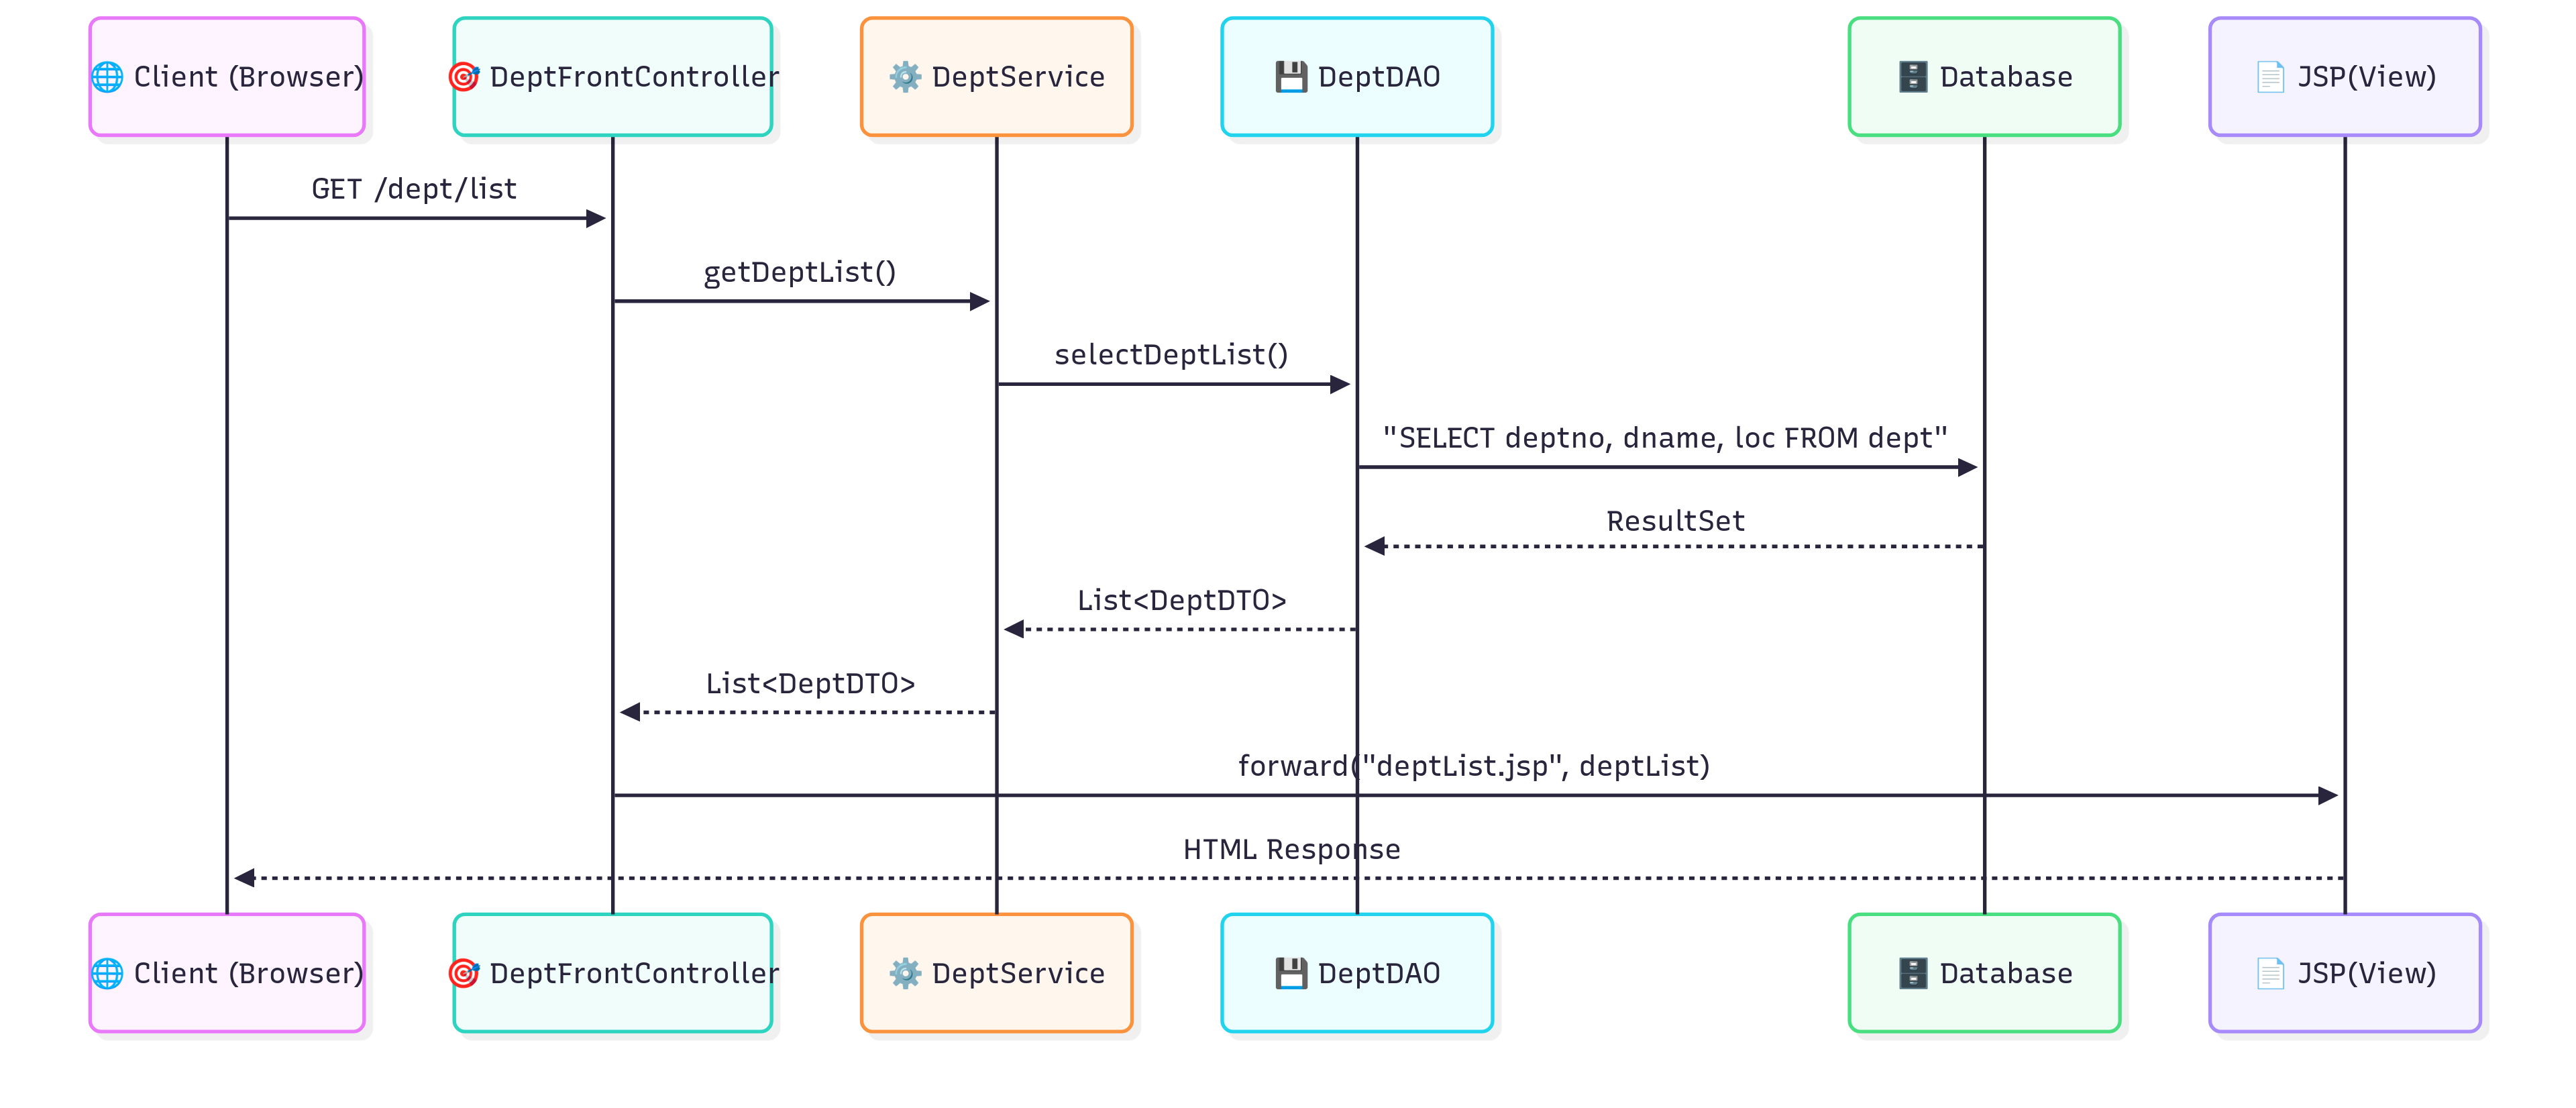 🌐 Client (Browser)
🎯 DeptFrontController
⚙️ DeptService
💾 DeptDAO
🗄️ Database
📄 JSP(View)
GET /dept/list
getDeptList()
selectDeptList()
"SELECT deptno, dname, loc FROM dept"
ResultSet
List<DeptDTO>
List<DeptDTO>
forward("deptList.jsp", deptList)
HTML Response
🌐 Client (Browser)
🎯 DeptFrontController
⚙️ DeptService
💾 DeptDAO
🗄️ Database
📄 JSP(View)